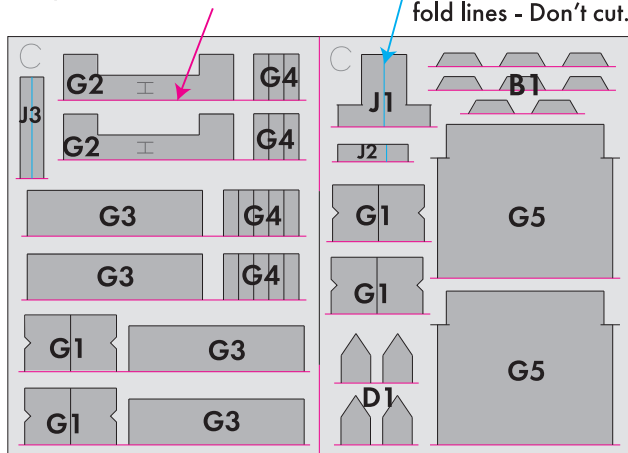 fold lines - Don't cut.
C
C
G2
G4
J3
J1
B1
G2
G4
J2
G3
G4
G1
G5
G3
G4
G1
G1
G3
G5
D1
G1
G3